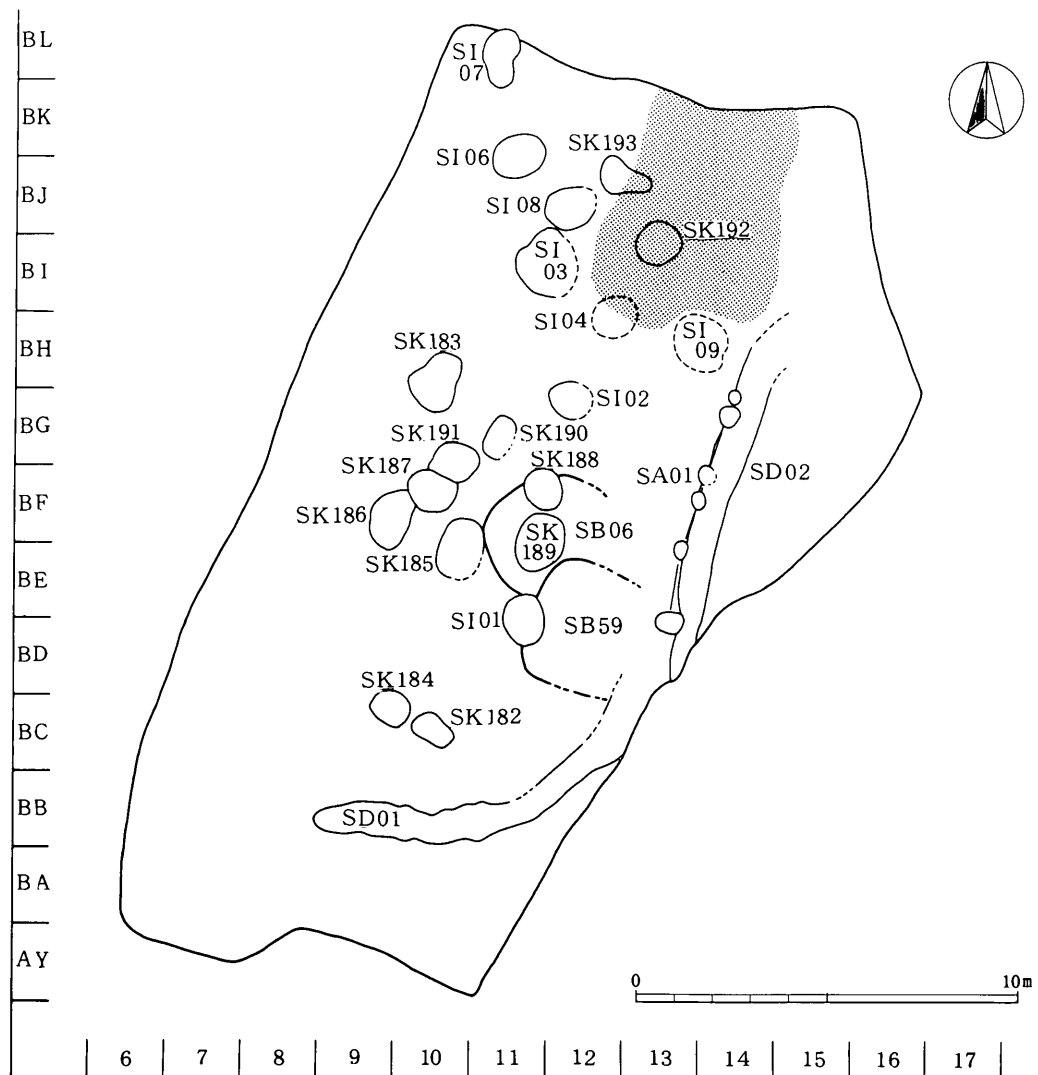 BL
SI
07
BK
SK193
SI06
BJ
SI08
SK192
SI
03
BI
SI04
SI
09
SK183
BH
SI02
BG
SK191
SK190
SK187
SK188
SA01
SD02
BF
SK186
SK
189
SB06
SK185
BE
SI01
SB59
BD
SK184
SK182
BC
SD01
BB
BA
AY
0
10m
6
7
8
9
10
11
12
13
14
15
16
17